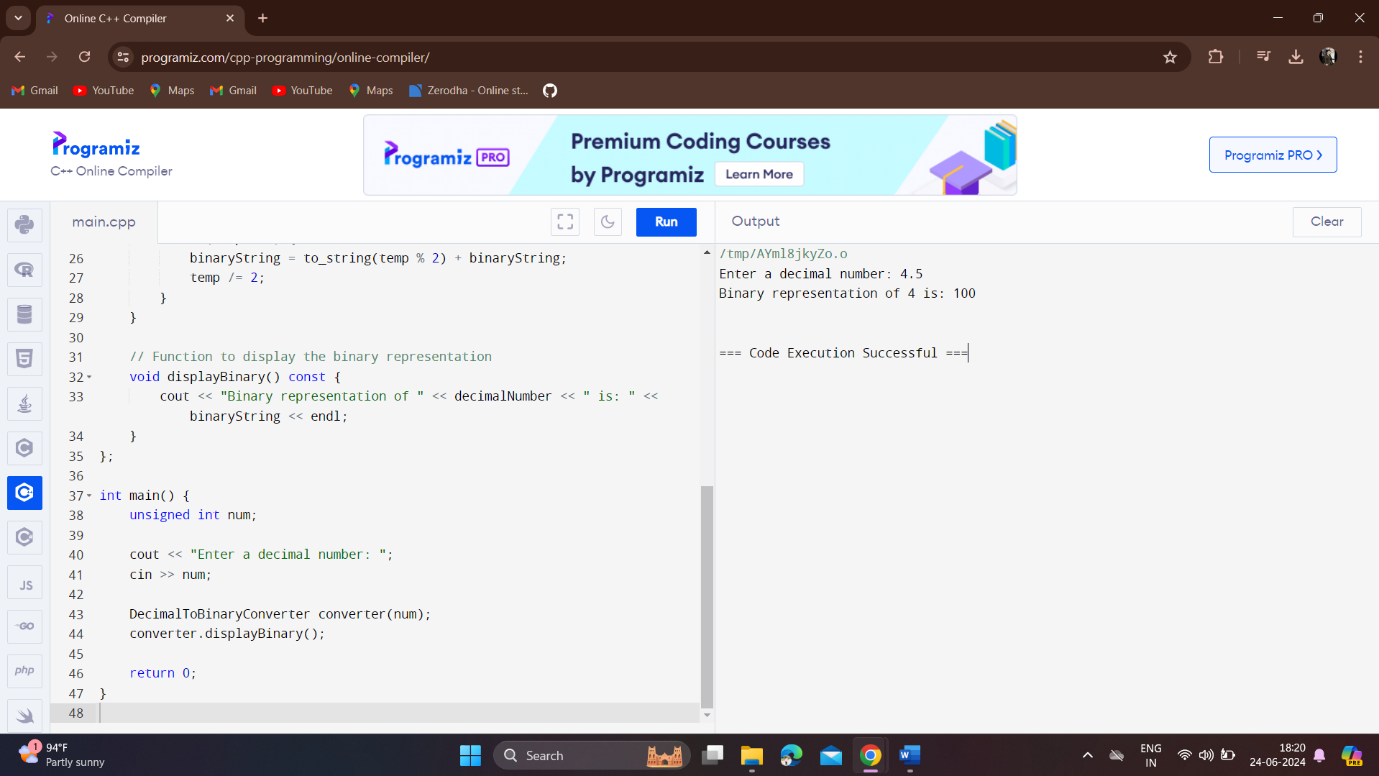 Online C++ Compiler
programiz.com/cpp-programming/online-compiler/
Gmail YouTube Maps Gmail YouTube Maps Zerodha - Online st...
Programiz
C++ Online Compiler
Programiz PRO
Premium Coding Courses
by Programiz Learn More
Programiz PRO
main.cpp
Run
Output
Clear
26 binaryString = to_string(temp % 2) + binaryString;
27 temp /= 2;
28 }
29 }
30
31 // Function to display the binary representation
32 void displayBinary() const {
33 cout << "Binary representation of " << decimalNumber << " is: " <<
binaryString << endl;
34 }
35 };
36
37 int main() {
38 unsigned int num;
39
40 cout << "Enter a decimal number: ";
41 cin >> num;
42
43 DecimalToBinaryConverter converter(num);
44 converter.displayBinary();
45
46 return 0;
47 }
48
/tmp/AYml8jkyZo.o
Enter a decimal number: 4.5
Binary representation of 4 is: 100
=== Code Execution Successful ===
JS
GO
php
1
94°F
Partly sunny
Search
W
ENG
IN
18:20
24-06-2024
PRE